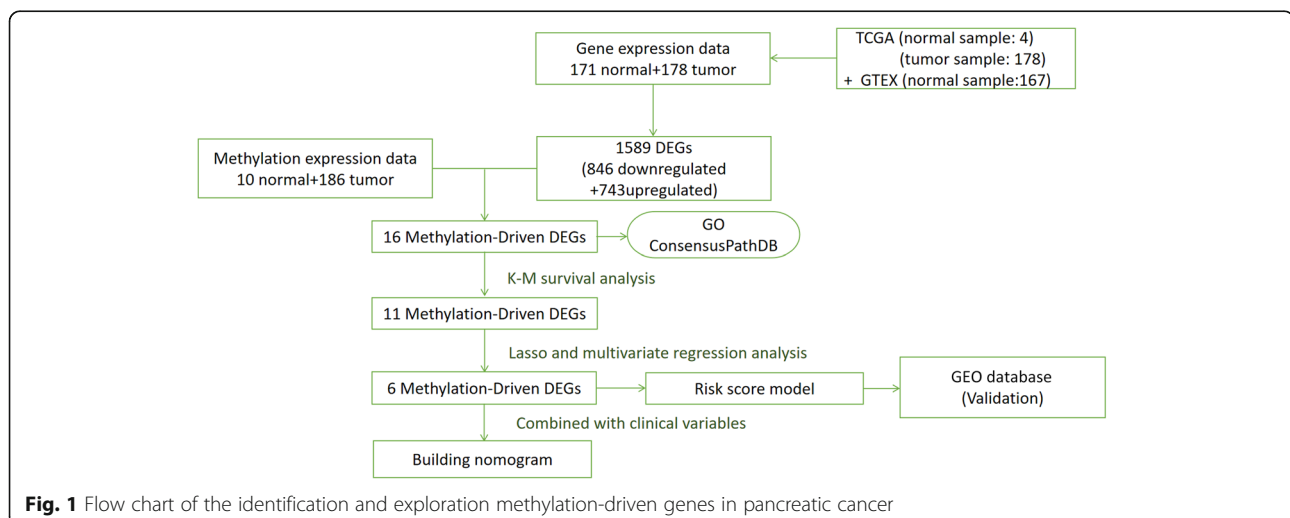 Gene expression data
171 normal+178 tumor
TCGA (normal sample: 4)
(tumor sample: 178)
+ GTEX (normal sample:167)
Methylation expression data
10 normal+186 tumor
1589 DEGs
(846 downregulated
+743upregulated)
16 Methylation-Driven DEGs
GO
ConsensusPathDB
K-M survival analysis
11 Methylation-Driven DEGs
Lasso and multivariate regression analysis
6 Methylation-Driven DEGs
Risk score model
GEO database
(Validation)
Combined with clinical variables
Building nomogram
Fig. 1 Flow chart of the identification and exploration methylation-driven genes in pancreatic cancer